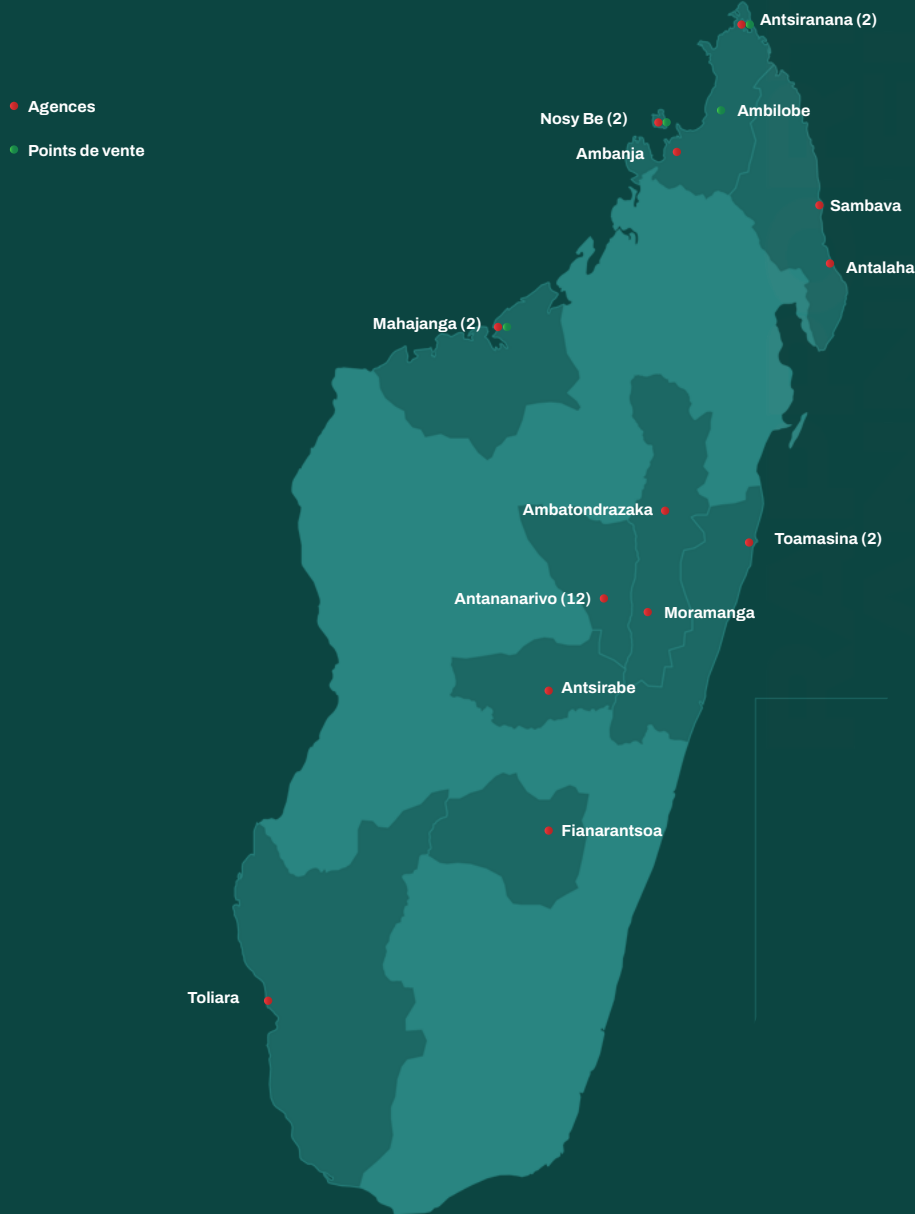 Antsiranana (2)
Agences
Ambilobe
Nosy Be (2)
Points de vente
Ambanja
Sambava
Antalaha
Mahajanga (2)
Ambatondrazaka
Toamasina (2)
Antananarivo (12)
Moramanga
Antsirabe
Fianarantsoa
Toliara